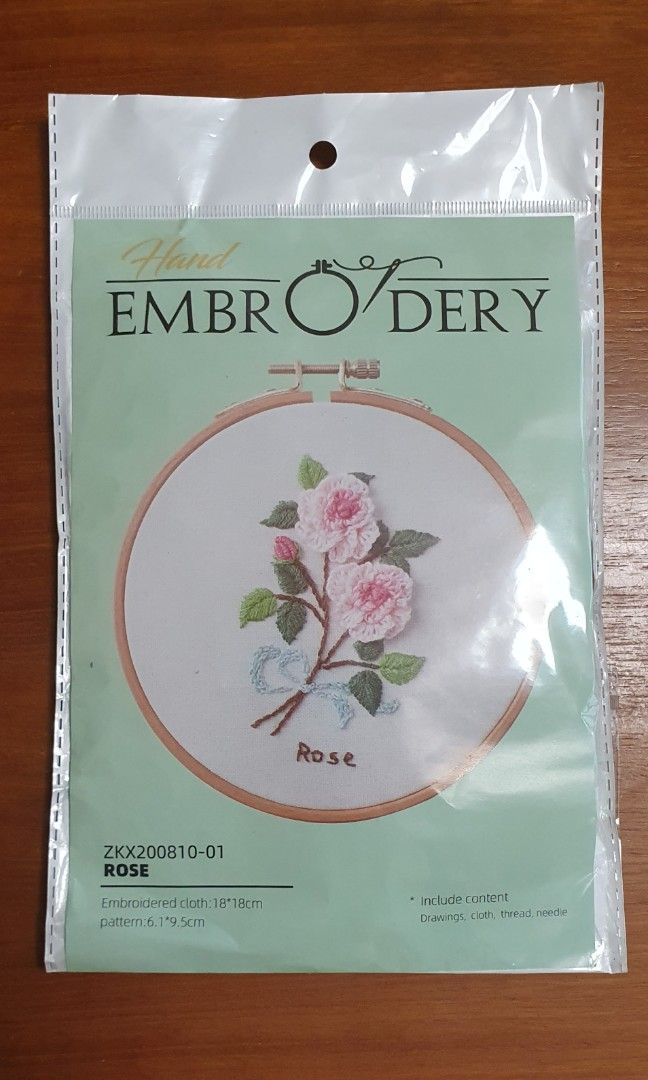 Hand
EMBROIDERY
Rose
ZKX200810-01
ROSE
Embroidered cloth:18*18cm
pattern:6.1*9.5cm
* Include content
Drawings, cloth, thread, needle